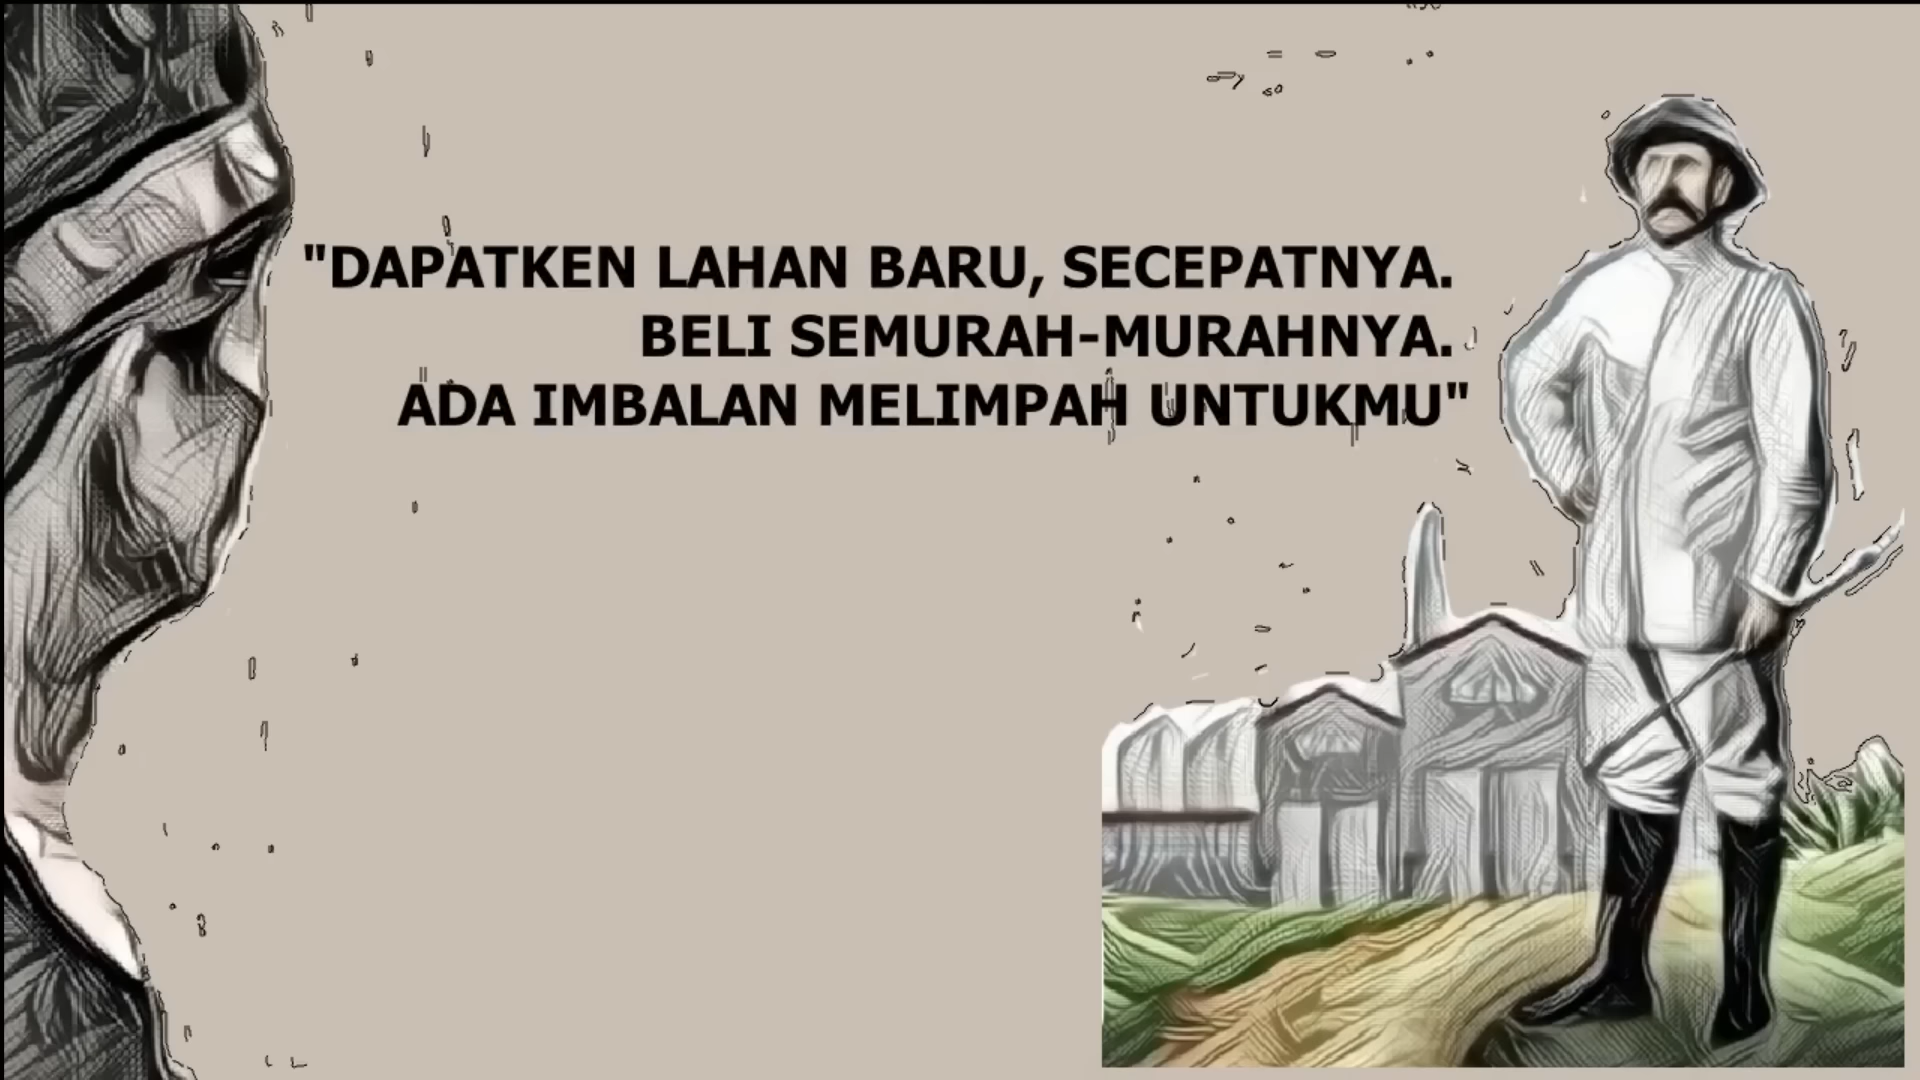 "DAPATKEN LAHAN BARU, SECEPATNYA.
BELI SEMURAH-MURAHNYA.
ADA IMBALAN MELIMPAH UNTUKMU"